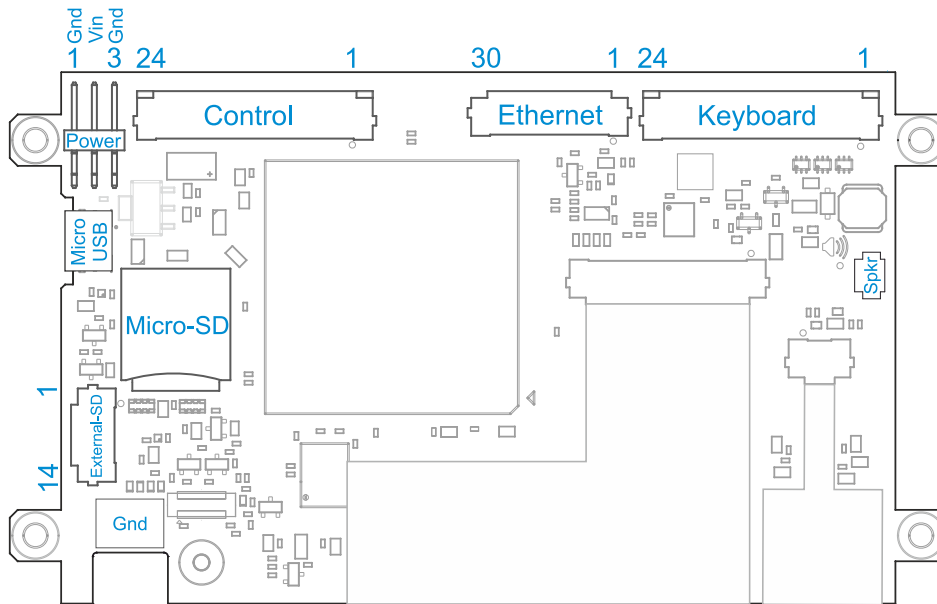 Gnd
Vin
Gnd
1 3 24 1 30 1 24 1
Control
Ethernet
Keyboard
Power
Micro
USB
Spkr
Micro-SD
1
External-SD
14
Gnd